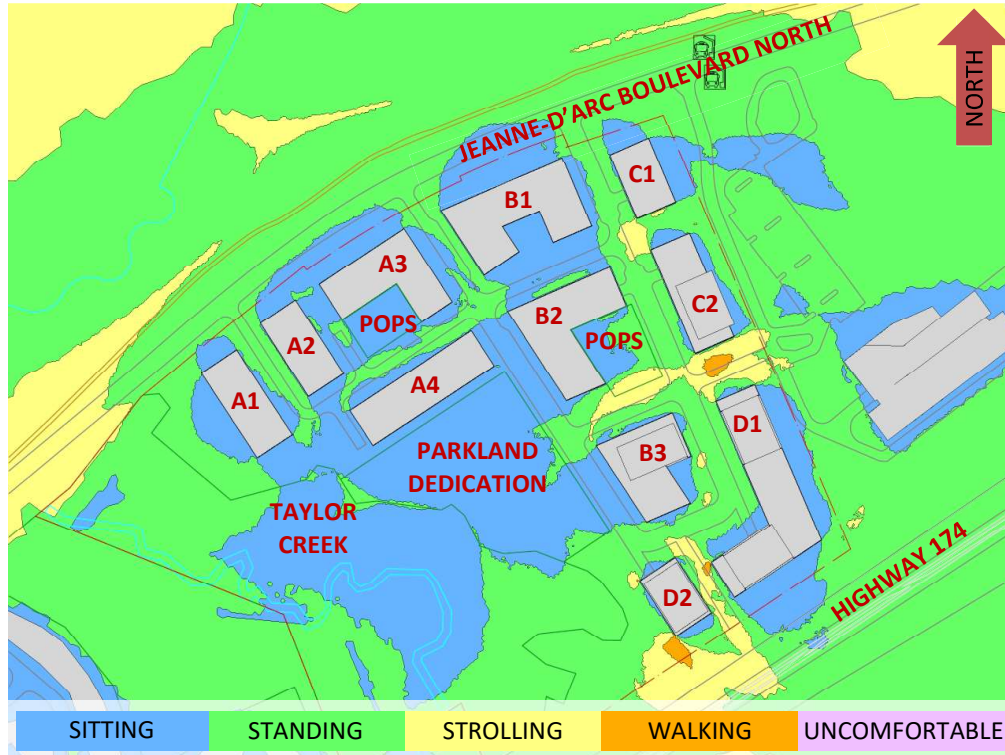 JEANNE-D'ARC BOULEVARD NORTH
NORTH
C1
B1
A3
C2
B2
POPS
POPS
A2
A4
A1
D1
B3
PARKLAND
DEDICATION
TAYLOR
CREEK
HIGHWAY 174
D2
SITTING
STANDING
STROLLING
WALKING
UNCOMFORTABLE